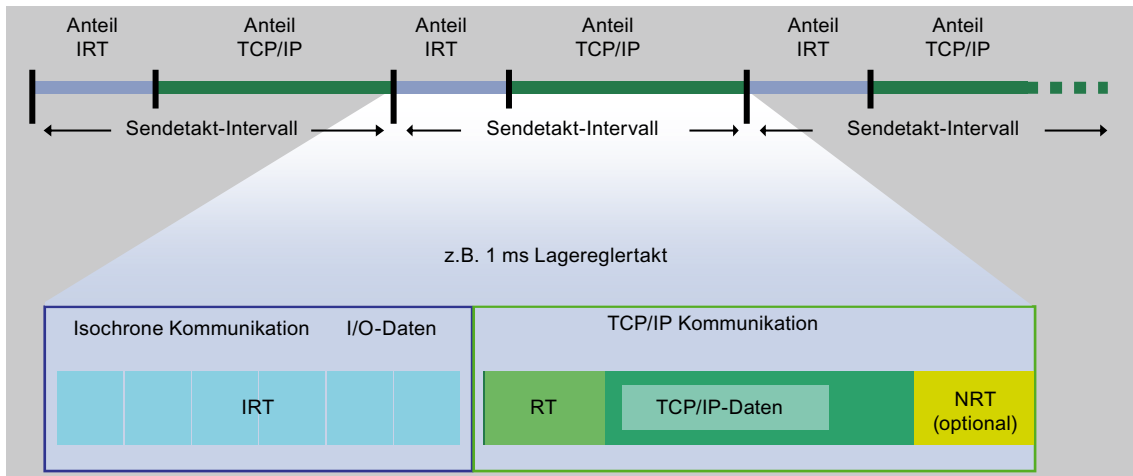 Anteil
IRT
Anteil
TCP/IP
Anteil
IRT
Anteil
TCP/IP
Anteil
IRT
Anteil
TCP/IP
Sendetakt-Intervall
Sendetakt-Intervall
Sendetakt-Intervall
z.B. 1 ms Lagereglertakt
Isochrone Kommunikation
I/O-Daten
TCP/IP Kommunikation
IRT
RT
TCP/IP-Daten
NRT
(optional)